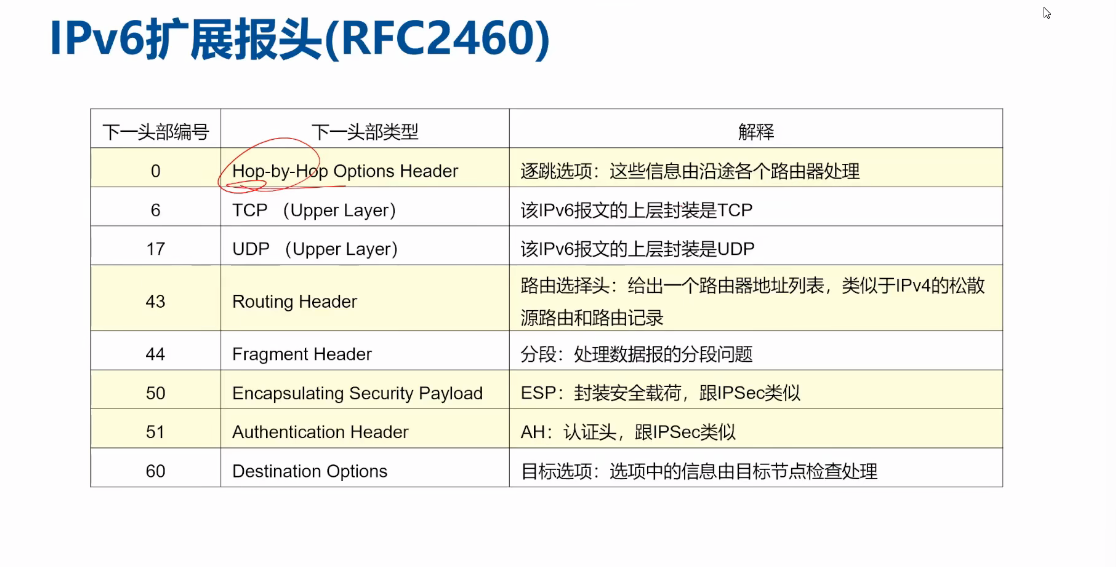 IPv6扩展报头(RFC2460)
下一头部编号 下一头部类型 解释
0 Hop-by-Hop Options Header 逐跳选项：这些信息由沿途各个路由器处理
6 TCP （Upper Layer） 该IPv6报文的上层封装是TCP
17 UDP （Upper Layer） 该IPv6报文的上层封装是UDP
43 Routing Header 路由选择头：给出一个路由器地址列表，类似于IPv4的松散
源路由和路由记录
44 Fragment Header 分段：处理数据报的分段问题
50 Encapsulating Security Payload ESP：封装安全载荷，跟IPSec类似
51 Authentication Header AH：认证头，跟IPSec类似
60 Destination Options 目标选项：选项中的信息由目标节点检查处理